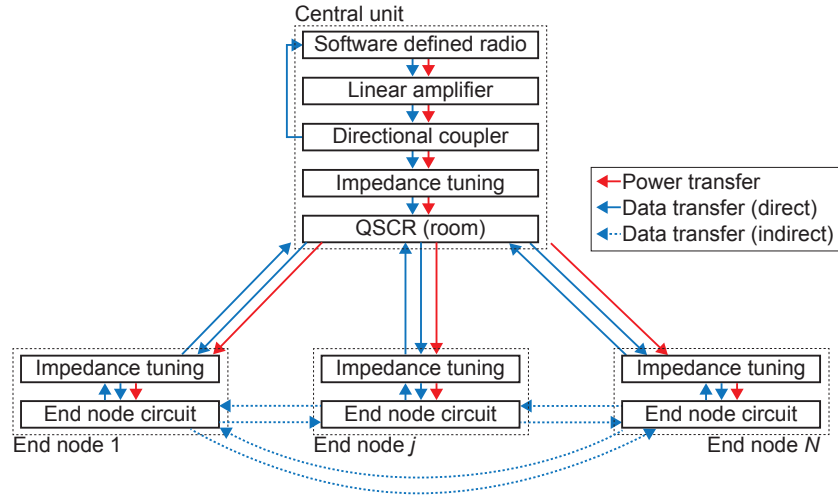 Central unit
Software defined radio
Linear amplifier
Directional coupler
Impedance tuning
QSCR (room)
Power transfer
Data transfer (direct)
Data transfer (indirect)
Impedance tuning
End node circuit
End node 1
Impedance tuning
End node circuit
End node j
Impedance tuning
End node circuit
End node N